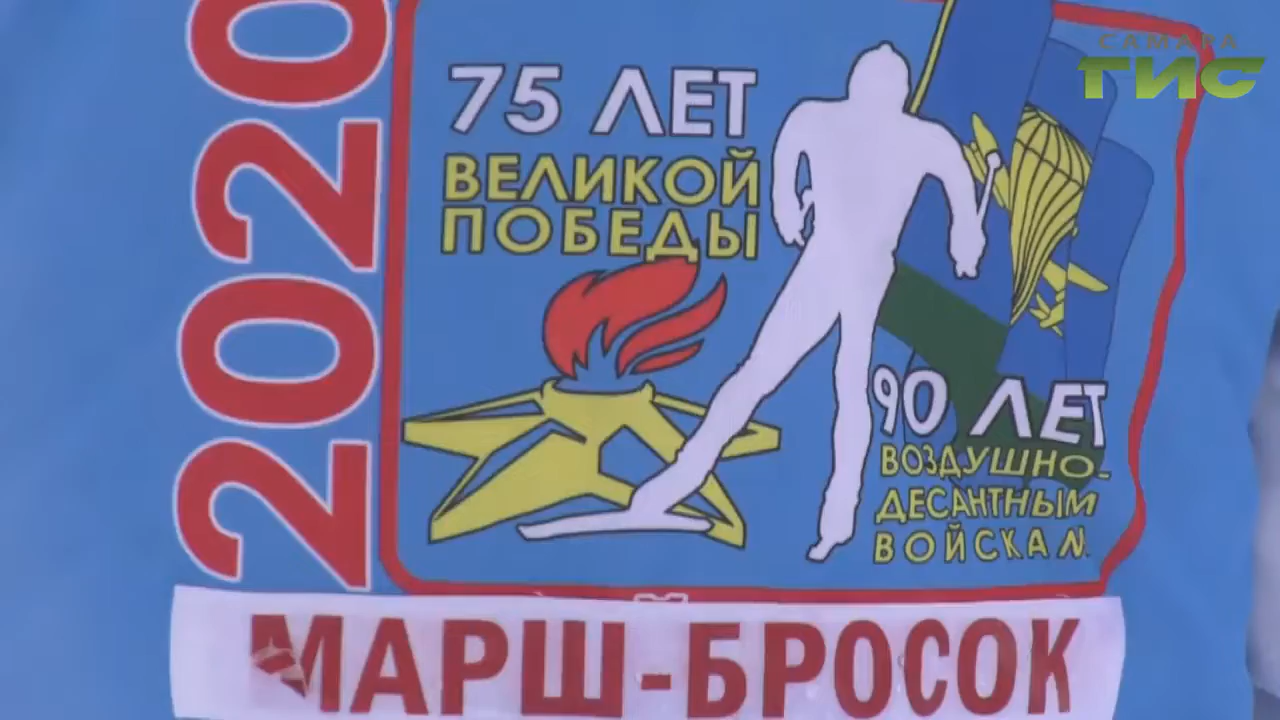 2020
75 ЛЕТ
ВЕЛИКОЙ
ПОБЕДЫ
90 ЛЕТ
ВОЗДУШНО-
ДЕСАНТНЫМ
ВОЙСКАМ
МАРШ-БРОСОК
САМАРА
ГИС